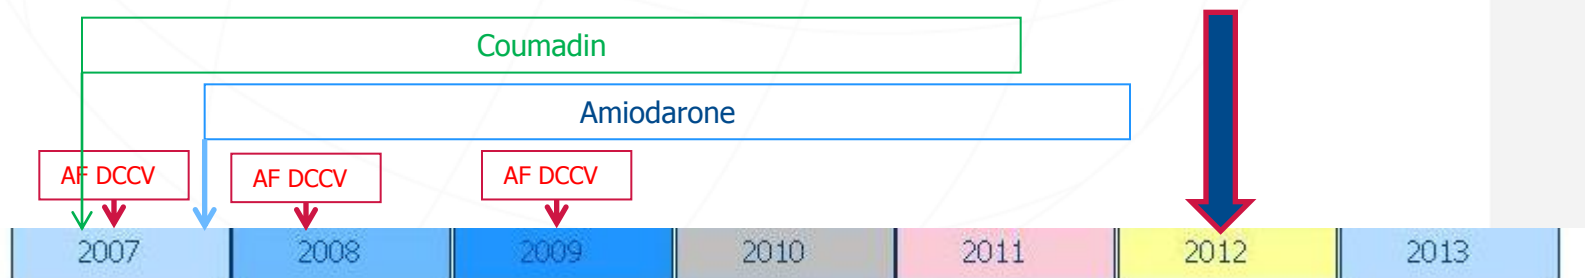 Coumadin
Amiodarone
AF DCCV
AF DCCV
AF DCCV
2007 2008 2009 2010 2011 2012 2013